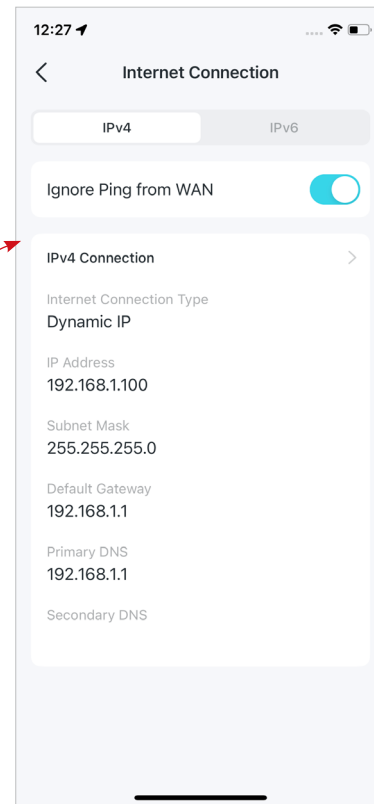 12:27
Internet Connection
IPv4 IPv6
Ignore Ping from WAN
IPv4 Connection
Internet Connection Type
Dynamic IP
IP Address
192.168.1.100
Subnet Mask
255.255.255.0
Default Gateway
192.168.1.1
Primary DNS
192.168.1.1
Secondary DNS